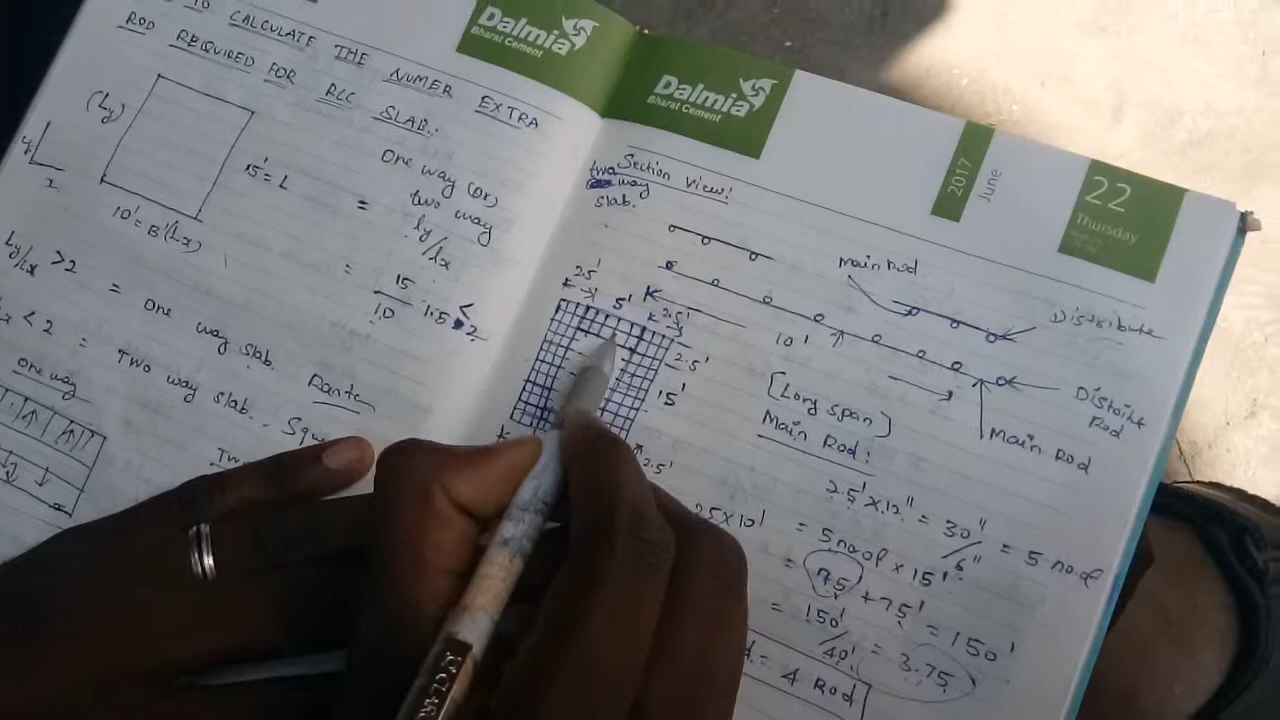 TO CALCULATE THE NUMER EXTRA
ROD REQUIRED FOR RCC SLAB.:
(Ly)
y
x
15' = L
10' = B'(Lx)
One way (or)
= two way
ly/lx
= 15
10 = 1.5 < 2
Ly/Lx > 2 = one way slab.
x < 2 = Two way slab.
one way
Dalmia
Bharat Cement
Dalmia
Bharat Cement
2017
June
22
Thursday
Section View:
two way
slab.
Main Rod
Distribute
2.5'
5'
2.5'
2.5'
15'
2.5'
10'
[Long span]
Main Rod:
Main Rod
Rod
2.5' X 12" = 30"
6" = 5 no.of
X10' = 5 no.of x 15'
= 75 + 75' = 150'
= 150'
40' = 3.75
= 4 Rod